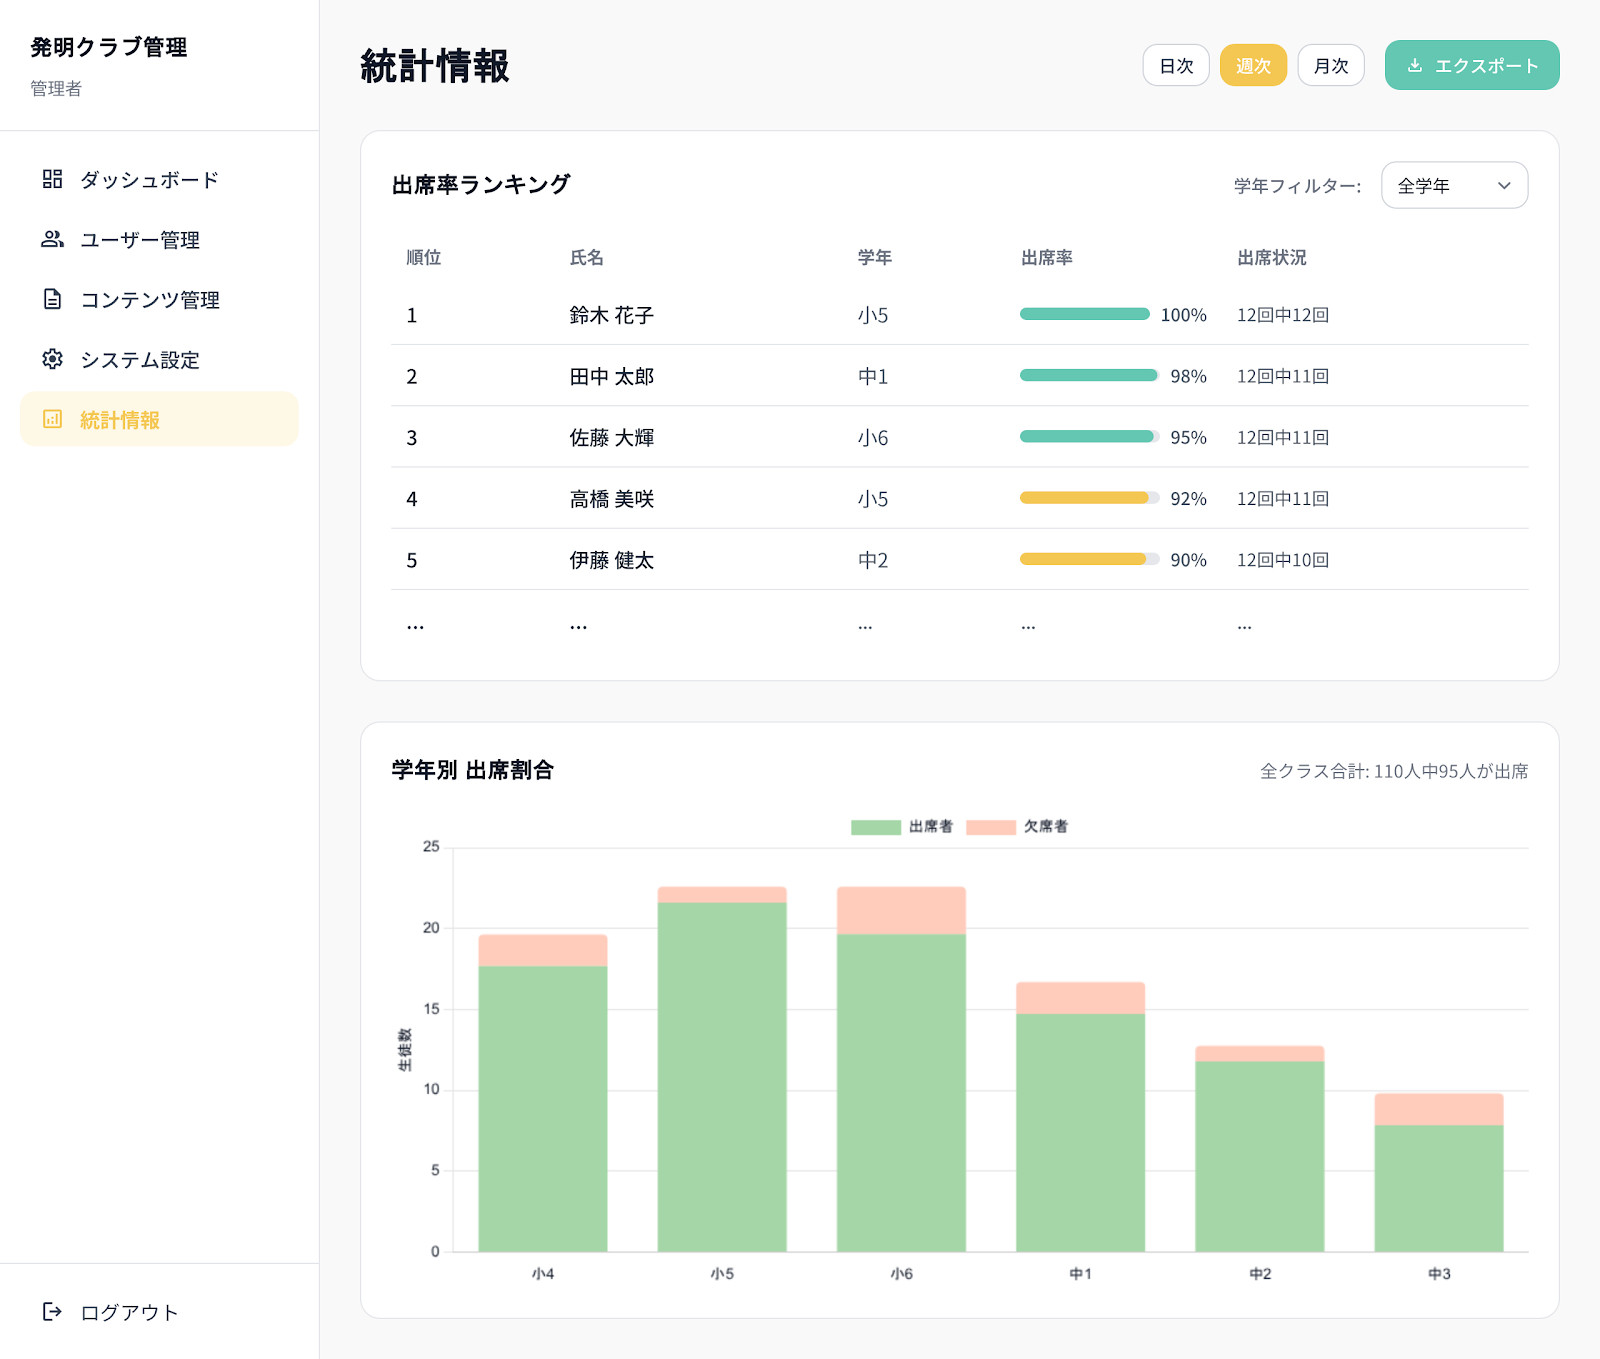 発明クラブ管理
管理者
ダッシュボード
ユーザー管理
コンテンツ管理
システム設定
統計情報
ログアウト
統計情報
日次 週次 月次 エクスポート
出席率ランキング 学年フィルター: 全学年
順位 氏名 学年 出席率 出席状況
1 鈴木 花子 小5 100% 12回中12回
2 田中 太郎 中1 98% 12回中11回
3 佐藤 大輝 小6 95% 12回中11回
4 高橋 美咲 小5 92% 12回中11回
5 伊藤 健太 中2 90% 12回中10回
... ... ... ... ...
学年別 出席割合 全クラス合計: 110人中95人が出席
出席者 欠席者
生徒数
25
20
15
10
5
0
小4 小5 小6 中1 中2 中3